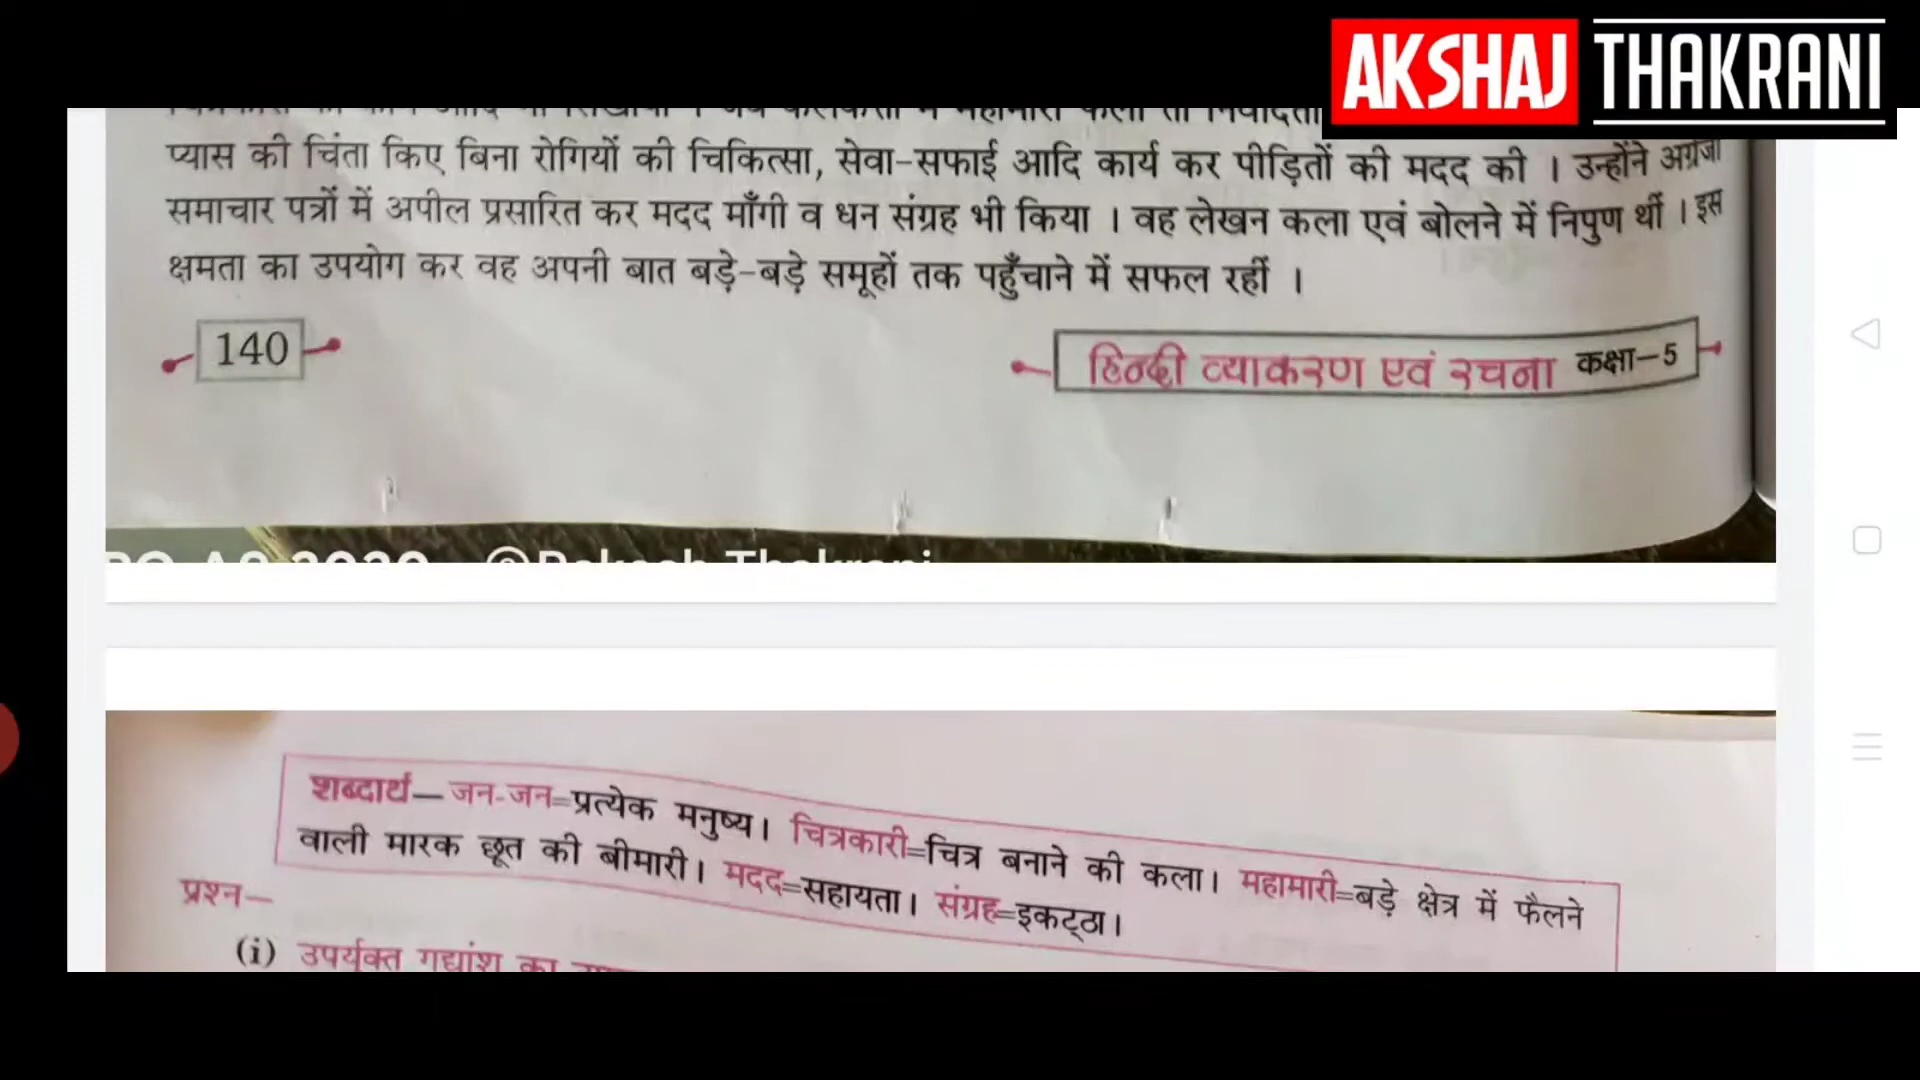 AKSHAJ THAKRANI
प्यास की चिंता किए बिना रोगियों की चिकित्सा, सेवा-सफाई आदि कार्य कर पीड़ितों की मदद की । उन्होंने अंग्रेजी
समाचार पत्रों में अपील प्रसारित कर मदद माँगी व धन संग्रह भी किया । वह लेखन कला एवं बोलने में निपुण थीं । इस
क्षमता का उपयोग कर वह अपनी बात बड़े-बड़े समूहों तक पहुँचाने में सफल रहीं ।
140
हिन्दी व्याकरण एवं रचना कक्षा-5
शब्दार्थ— जन-जन=प्रत्येक मनुष्य। चित्रकारी=चित्र बनाने की कला। महामारी=बड़े क्षेत्र में फैलने
वाली मारक छूत की बीमारी। मदद=सहायता। संग्रह=इकट्ठा।
प्रश्न—
(i) उपर्युक्त गद्यांश का